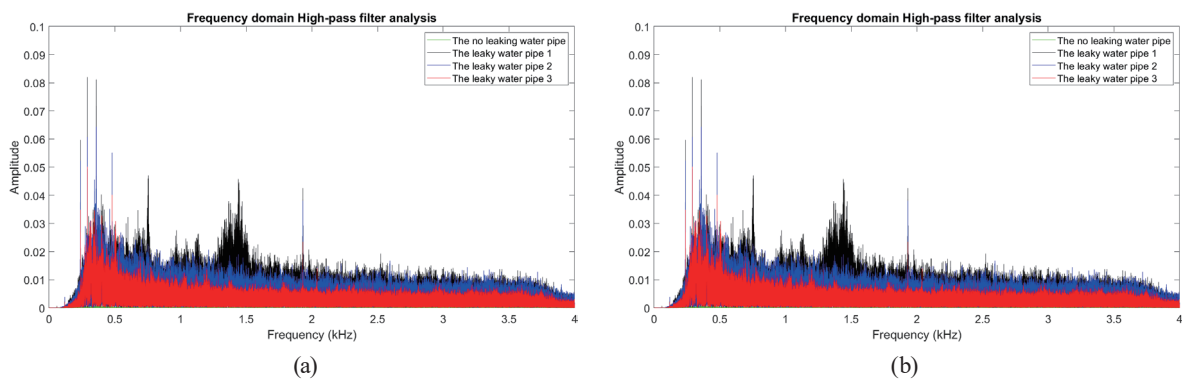 Frequency domain High-pass filter analysis
0.1
0.09
0.08
0.07
0.06
0.05
0.04
0.03
0.02
0.01
0
Amplitude
The no leaking water pipe
The leaky water pipe 1
The leaky water pipe 2
The leaky water pipe 3
0 0.5 1 1.5 2 2.5 3 3.5 4
Frequency (kHz)
(a)
Frequency domain High-pass filter analysis
0.1
0.09
0.08
0.07
0.06
0.05
0.04
0.03
0.02
0.01
0
Amplitude
The no leaking water pipe
The leaky water pipe 1
The leaky water pipe 2
The leaky water pipe 3
0 0.5 1 1.5 2 2.5 3 3.5 4
Frequency (kHz)
(b)